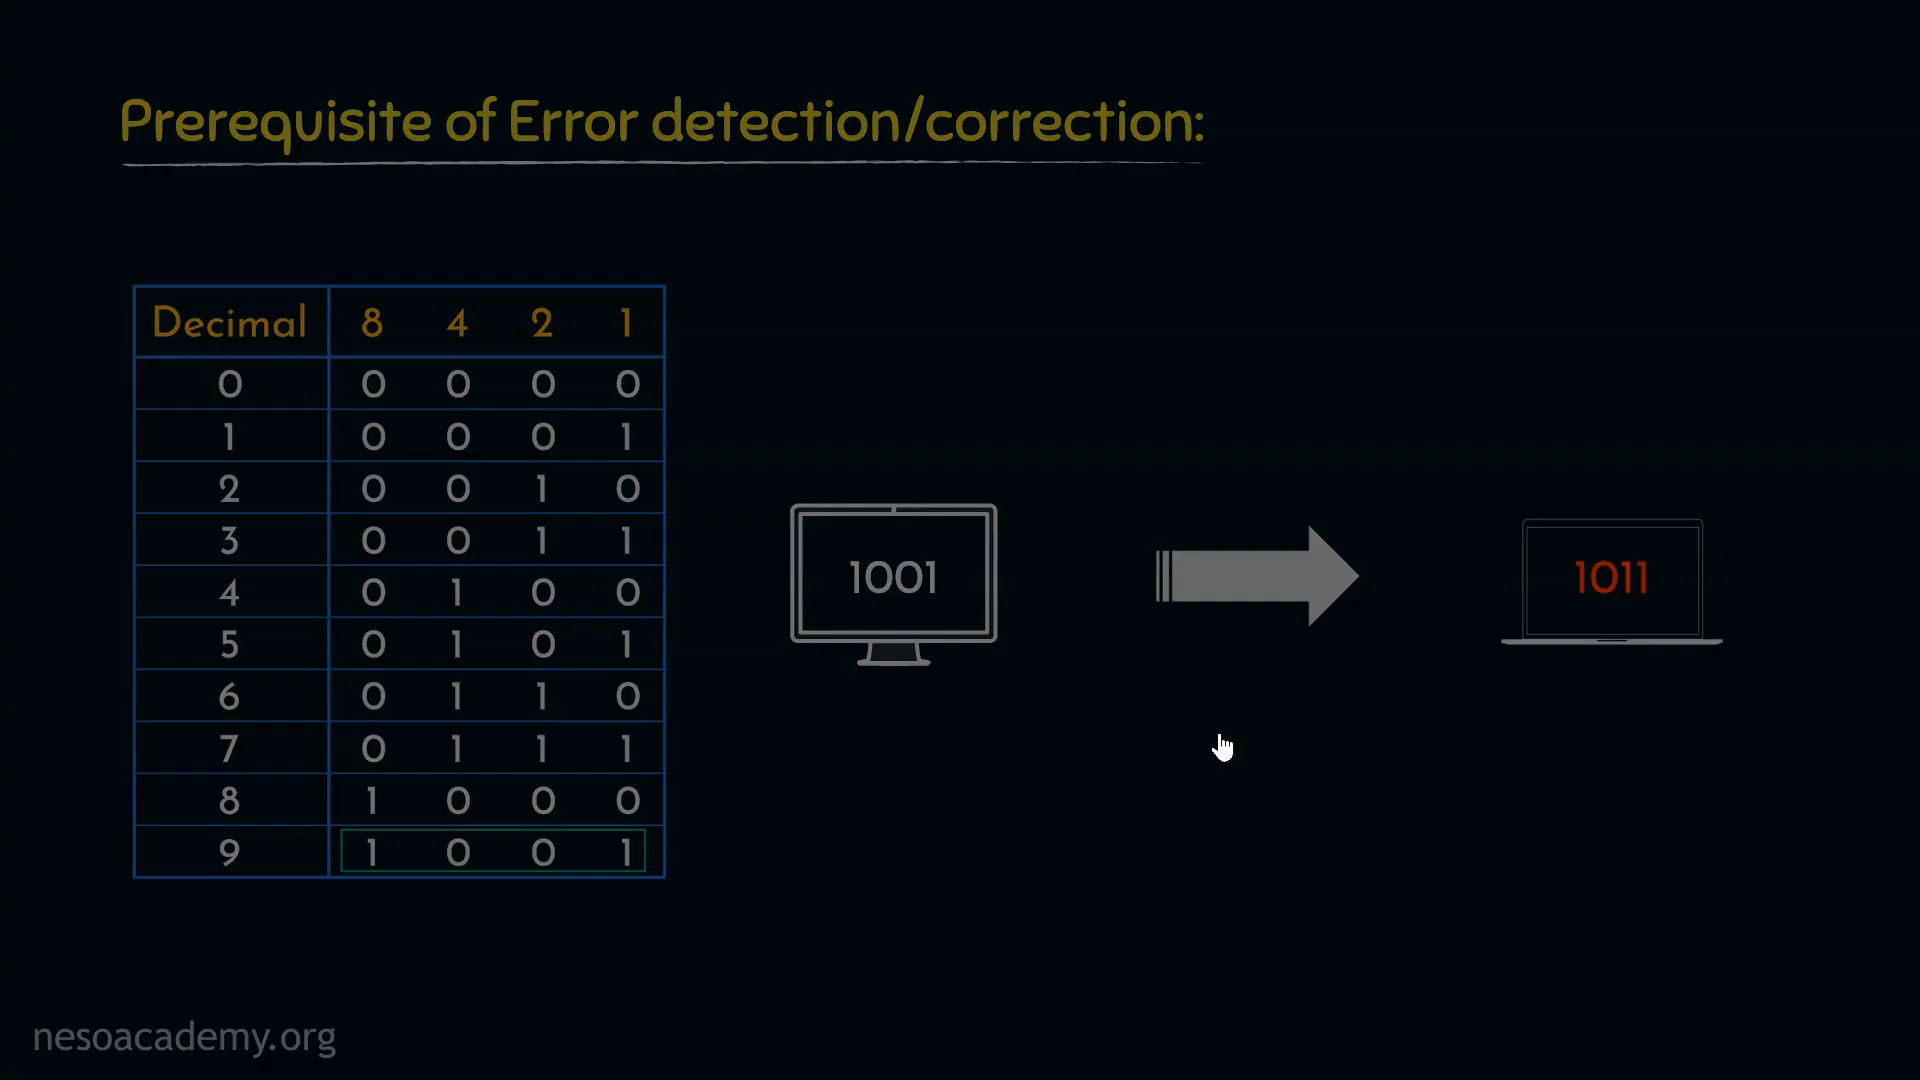 Prerequisite of Error detection/correction:
Decimal 8 4 2 1
0 0 0 0 0
1 0 0 0 1
2 0 0 1 0
3 0 0 1 1
4 0 1 0 0
5 0 1 0 1
6 0 1 1 0
7 0 1 1 1
8 1 0 0 0
9 1 0 0 1
1001
1011
nesoacademy.org